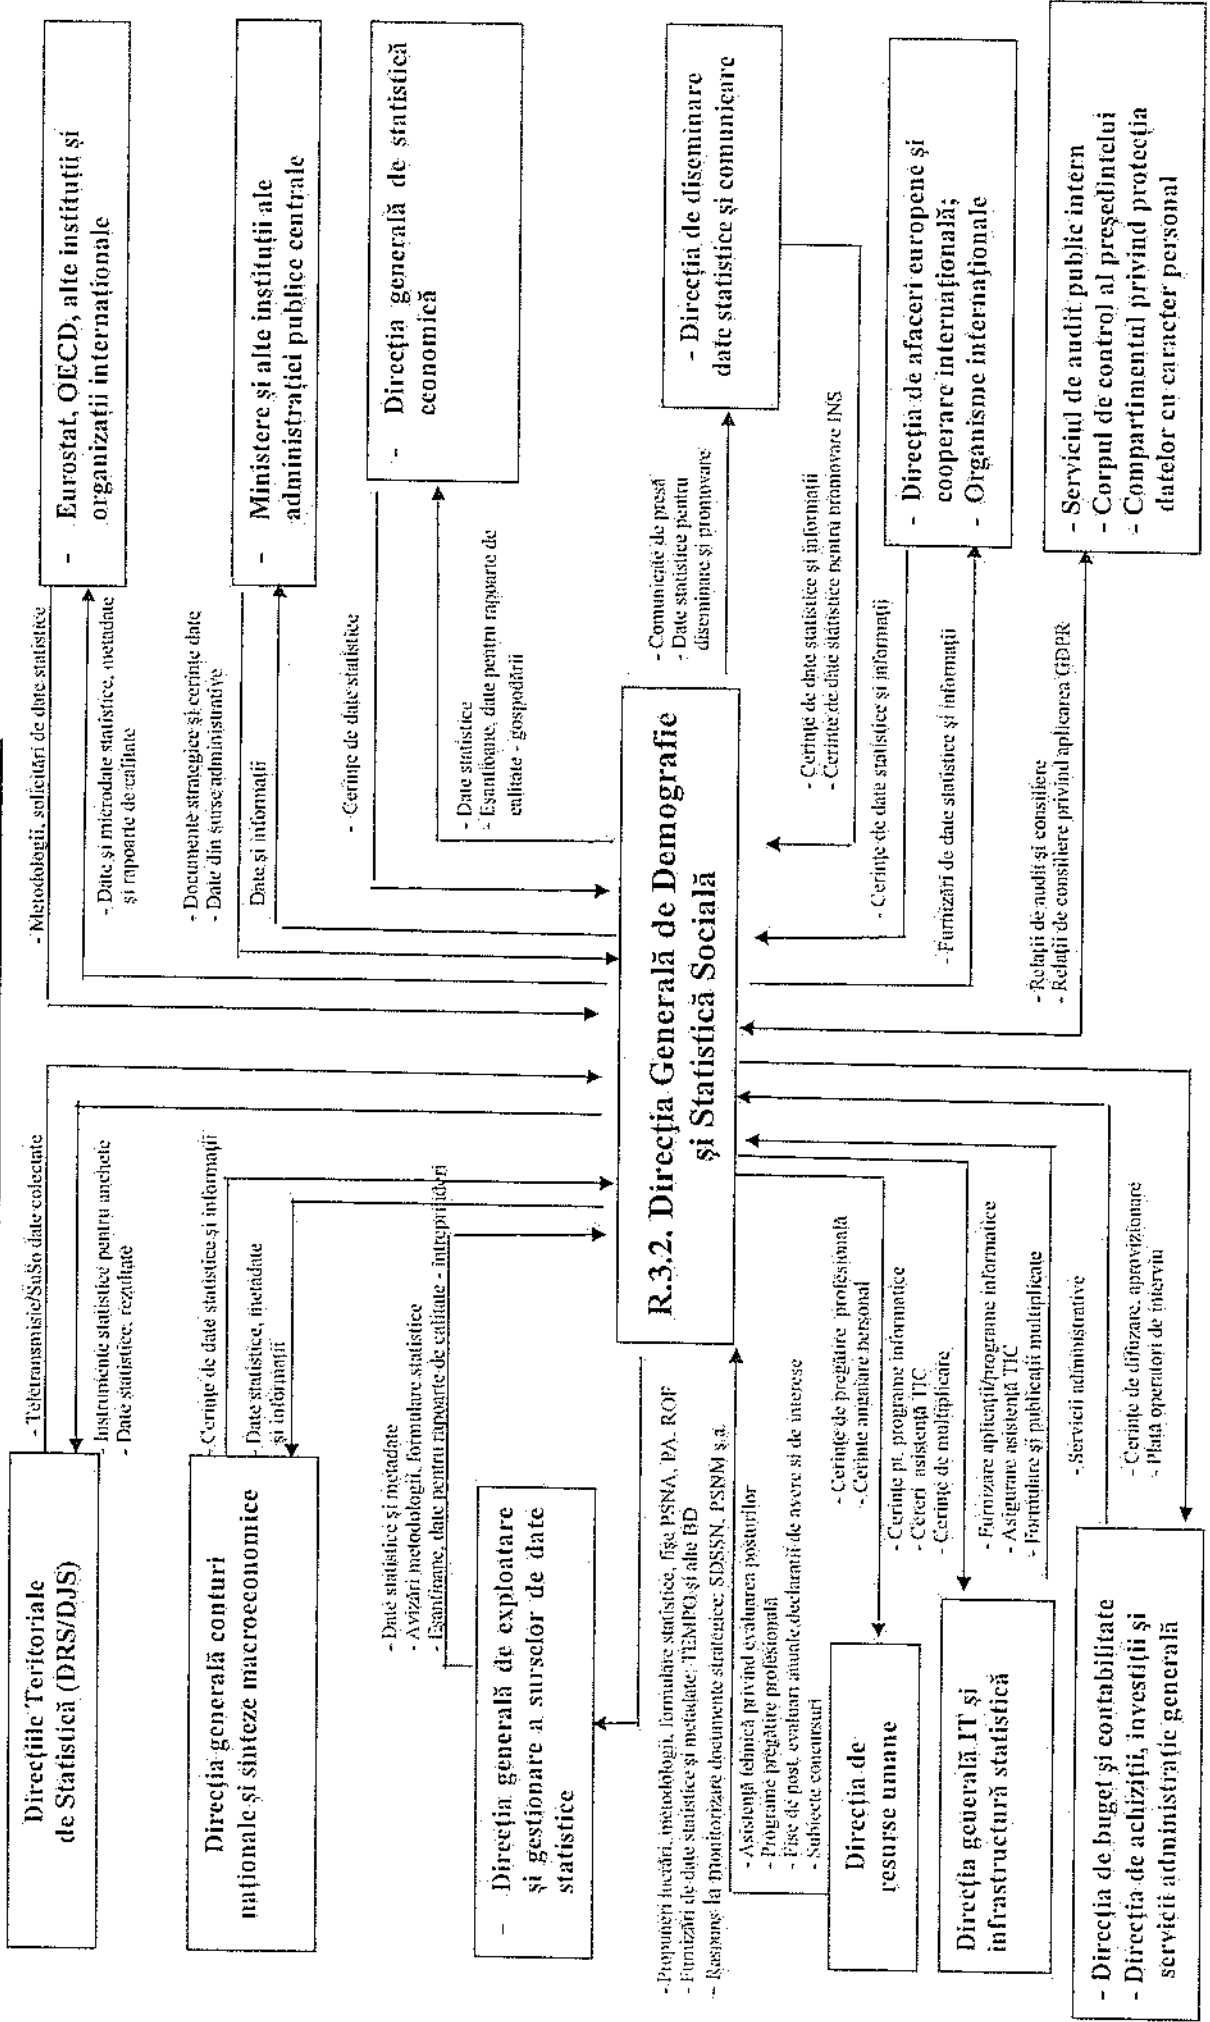 Direcțiile Teritoriale
de Statistică (DRS/DJS)
- Teletransmisie/SuSo date colectate
Instrumente statistice pentru anchete
- Date statistice, rezultate
- Metodologii, solicitări de date statistice
- Date și microdate statistice, metadate
și rapoarte de calitate
- Eurostat, OECD, alte instituții și
organizații internaționale
Direcția generală conturi
naționale și sinteze macroeconomice
- Cerințe de date statistice și informații
- Date statistice, metadate
și informații
- Documente strategice și cerințe date
- Date din surse administrative
Date și informații
- Ministere și alte instituții ale
administrației publice centrale
- Date statistice și metadate
- Avizări metodologii, formulare statistice
- Eșantioane, date pentru rapoarte de calitate - întreprinderi
- Direcția generală de exploatare
și gestionare a surselor de date
statistice
- Cerințe de date statistice
- Date statistice
- Eșantioane, date pentru rapoarte de
calitate - gospodării
- Direcția generală de statistică
economică
R.3.2. Direcția Generală de Demografie
și Statistică Socială
- Propuneri lucrări, metodologii, formulare statistice, fișe PSNA, PA, ROF
- Furnizări de date statistice și metadate; TEMPO și alte BD
- Răspuns la monitorizare documente strategice; SDSSN, PSNM ș.a.
- Comunicate de presă
- Date statistice pentru
diseminare și promovare
- Direcția de diseminare
date statistice și comunicare
- Asistență tehnică privind evaluarea posturilor
- Programe pregătire profesională
- Fișe de post, evaluări anuale, declarații de avere și de interese
- Subiecte concursuri
- Cerințe de pregătire profesională
- Cerințe angajare personal
Direcția de
resurse umane
- Cerințe de date statistice și informații
- Cerințe de date statistice pentru promovare INS
- Cerințe pt. programe informatice
- Cereri asistență TIC
- Cerințe de multiplicare
- Furnizare aplicații/programe informatice
- Asigurare asistență TIC
- Formulare și publicații multiplicate
Direcția generală IT și
infrastructură statistică
- Cerințe de date statistice și informații
- Furnizări de date statistice și informații
- Direcția de afaceri europene și
cooperare internațională;
- Organisme internaționale
- Servicii administrative
- Cerințe de difuzare, aprovizionare
- Plată operatori de interviu
- Direcția de buget și contabilitate
- Direcția de achiziții, investiții și
servicii administrație generală
- Relații de audit și consiliere
- Relații de consiliere privind aplicarea GDPR
- Serviciul de audit public intern
- Corpul de control al președintelui
- Compartimentul privind protecția
datelor cu caracter personal